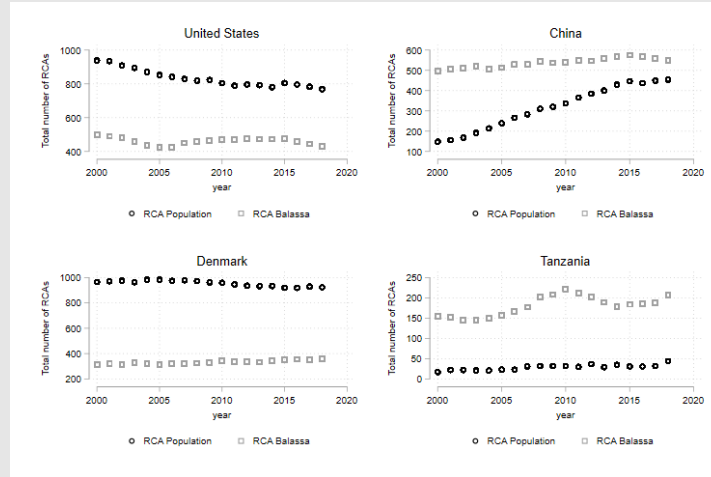 United States
Total number of RCAs
1000
800
600
400
2000 2005 2010 2015 2020
year
RCA Population RCA Balassa
China
Total number of RCAs
600
500
400
300
200
100
2000 2005 2010 2015 2020
year
RCA Population RCA Balassa
Denmark
Total number of RCAs
1000
800
600
400
200
2000 2005 2010 2015 2020
year
RCA Population RCA Balassa
Tanzania
Total number of RCAs
250
200
150
100
50
0
2000 2005 2010 2015 2020
year
RCA Population RCA Balassa